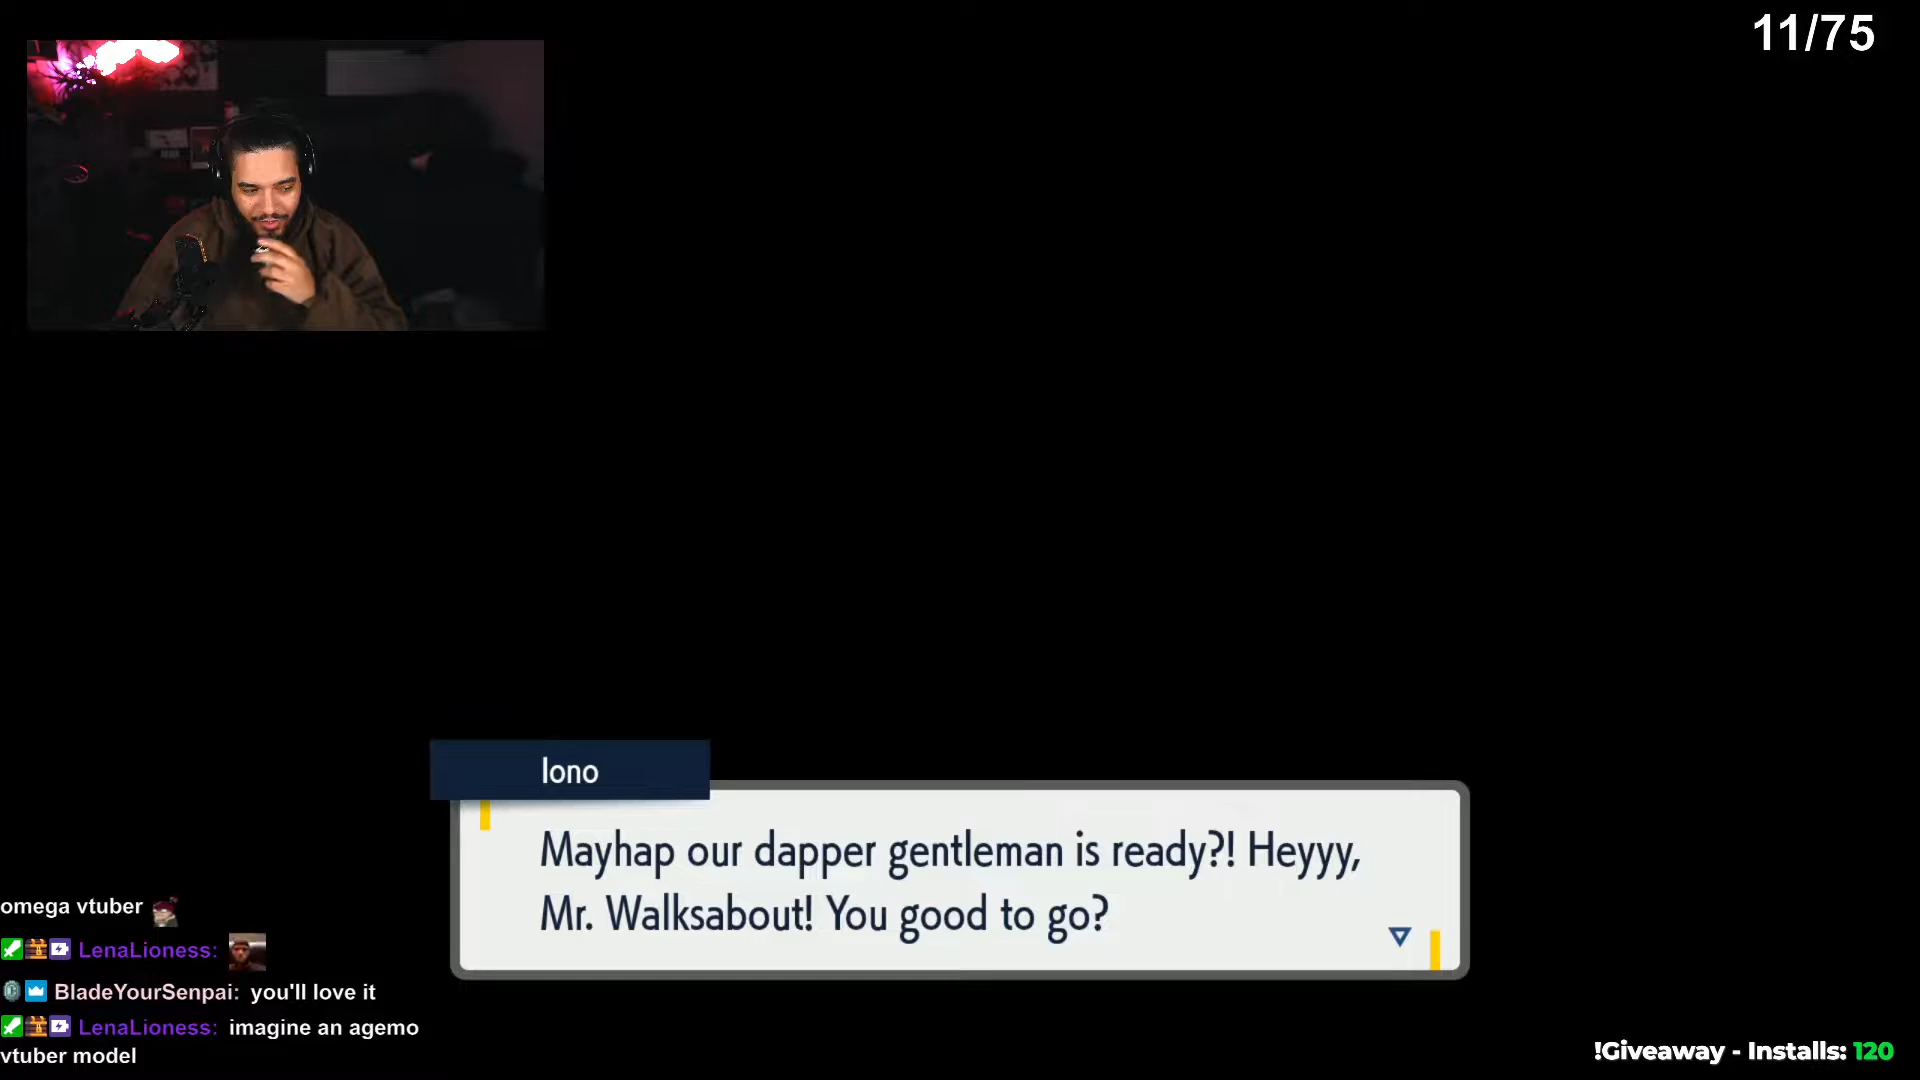 11/75
Iono
Mayhap our dapper gentleman is ready?! Heyyy,
Mr. Walksabout! You good to go?
omega vtuber
LenaLioness:
BladeYourSenpai: you'll love it
LenaLioness: imagine an agemo
vtuber model
!Giveaway - Installs: 120